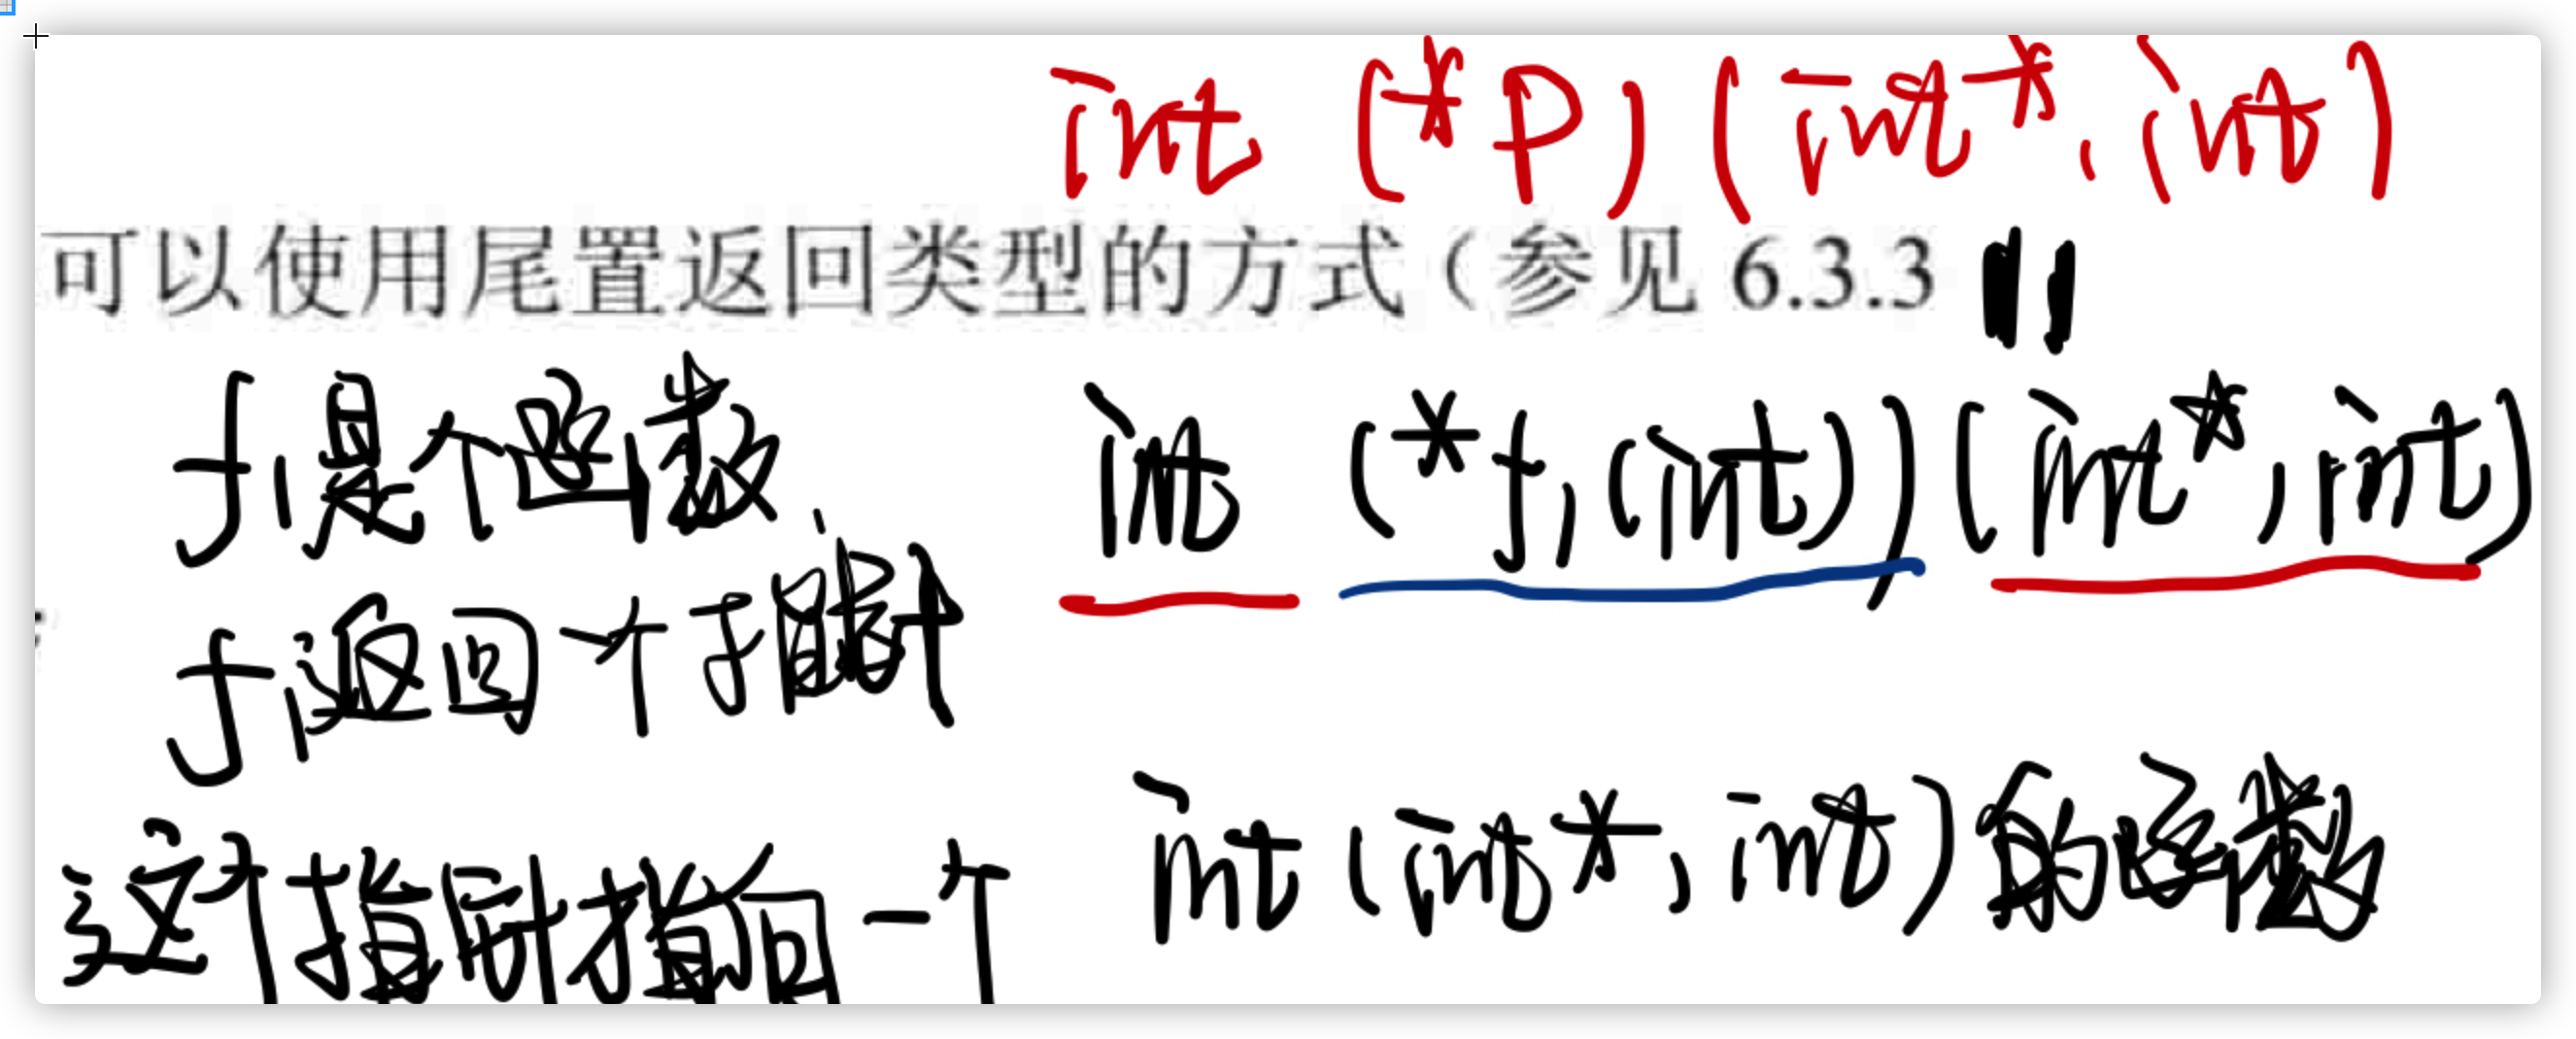 int (*P) (int*, int)
可以使用尾置返回类型的方式（参见 6.3.3
f1是个函数、
int (*f1(int)) (int*, int)
f1返回一个指针
这个指针指向一个 int (int*, int) 的函数